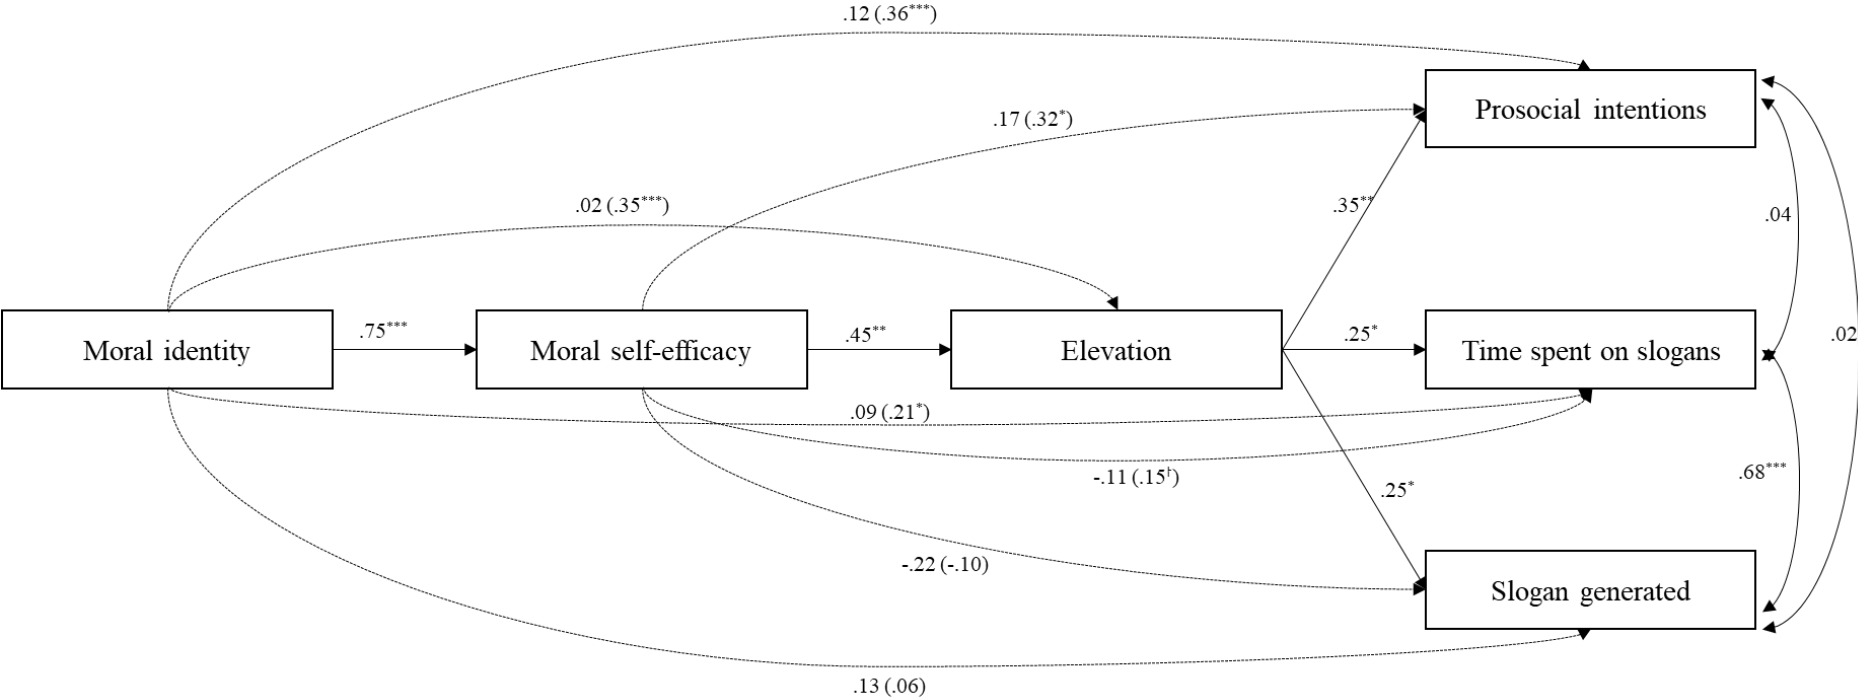 .12 (.36***)
Prosocial intentions
.17 (.32*)
.02 (.35***)
.35**
.04
Moral identity
.75***
Moral self-efficacy
.45**
Elevation
.25*
Time spent on slogans
.02
.09 (.21*)
-.11 (.15†)
.68***
.25*
-.22 (-.10)
Slogan generated
.13 (.06)